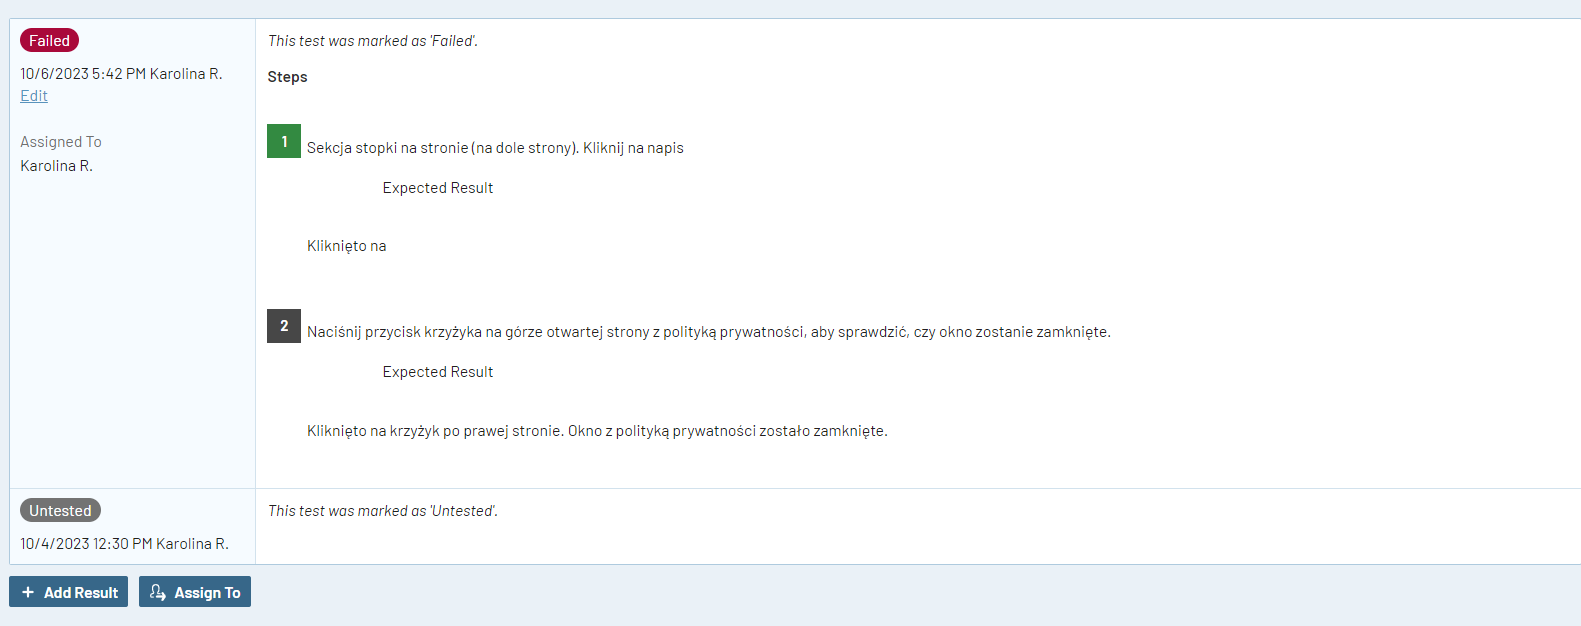 Failed
10/6/2023 5:42 PM Karolina R.
Edit
Assigned To
Karolina R.
This test was marked as 'Failed'.
Steps
1
Sekcja stopki na stronie (na dole strony). Kliknij na napis
Expected Result
Kliknięto na
2
Naciśnij przycisk krzyżyka na górze otwartej strony z polityką prywatności, aby sprawdzić, czy okno zostanie zamknięte.
Expected Result
Kliknięto na krzyżyk po prawej stronie. Okno z polityką prywatności zostało zamknięte.
Untested
10/4/2023 12:30 PM Karolina R.
This test was marked as 'Untested'.
+ Add Result
Assign To